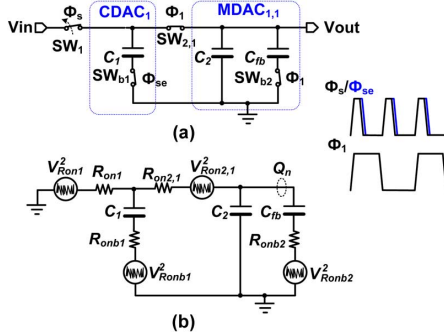 Vin
Φs
SW1
CDAC1
C1
SWb1
Φse
Φ1
SW2,1
MDAC1,1
C2
Cfb
SWb2
Φ1
Vout
(a)
Φs/Φse
Φ1
V²Ron1
Ron1
Ron2,1
V²Ron2,1
Qn
C1
C2
Cfb
Ronb1
Ronb2
V²Ronb1
V²Ronb2
(b)